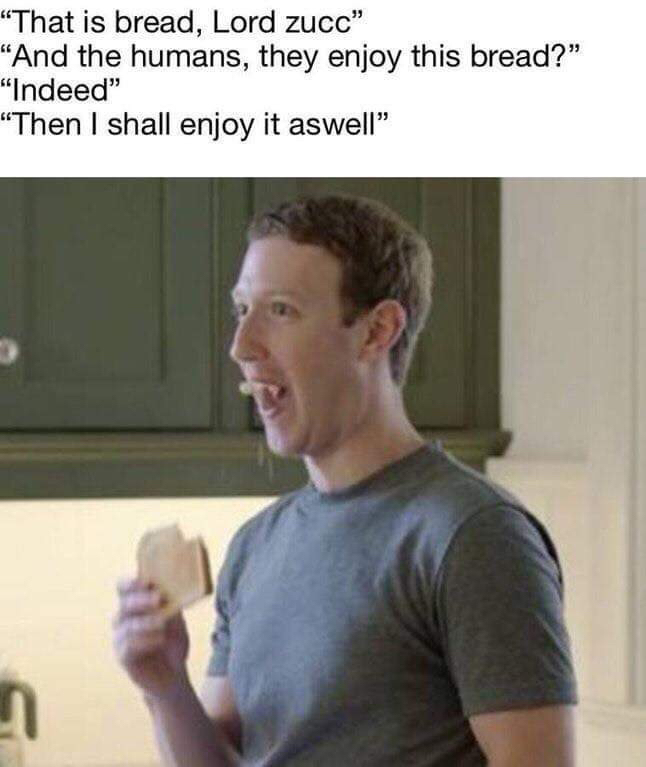 “That is bread, Lord zucc”
“And the humans, they enjoy this bread?”
“Indeed”
“Then I shall enjoy it aswell”